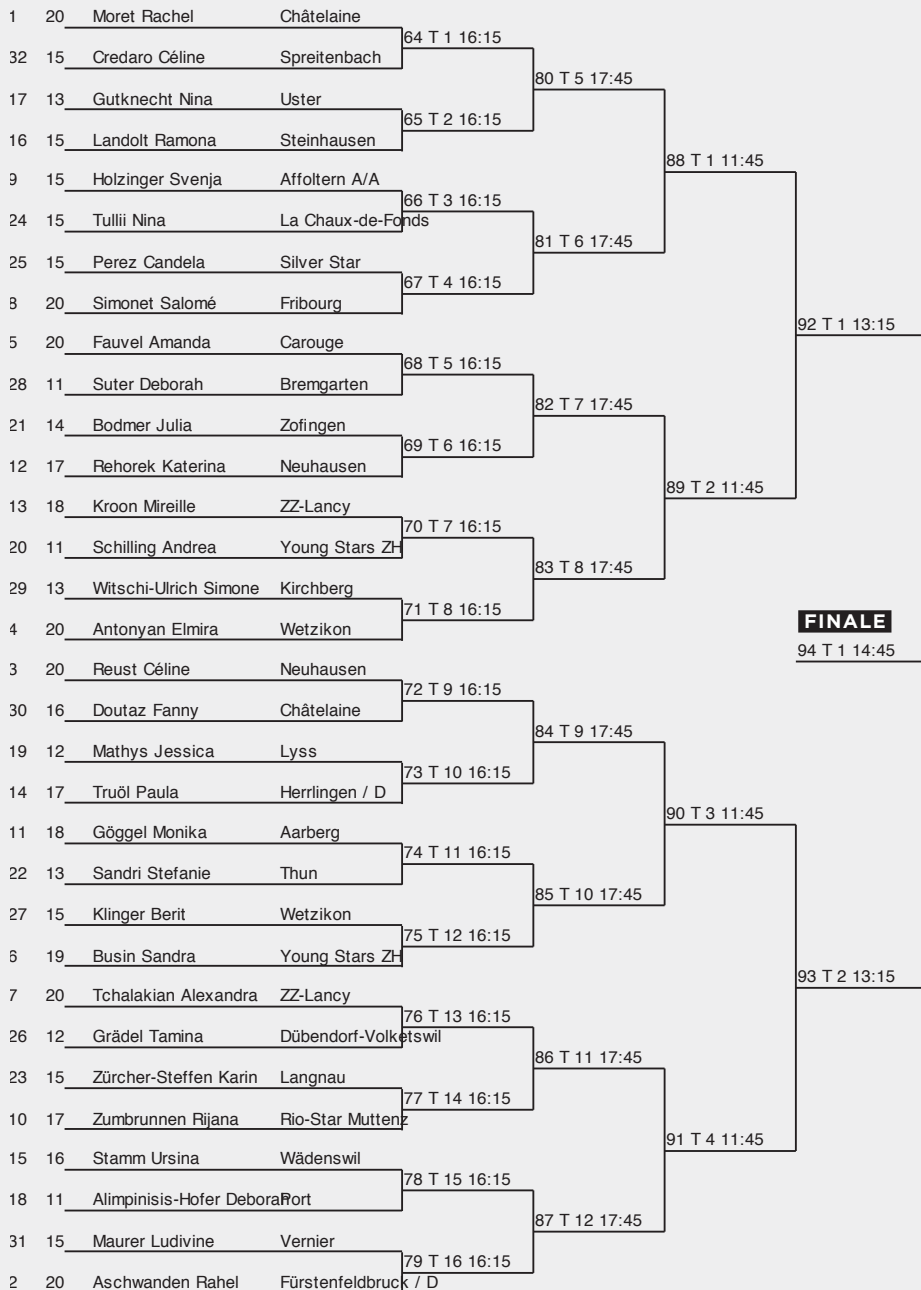 1 20 Moret Rachel Châtelaine
64 T 1 16:15
32 15 Credaro Céline Spreitenbach
80 T 5 17:45
17 13 Gutknecht Nina Uster
65 T 2 16:15
16 15 Landolt Ramona Steinhausen
88 T 1 11:45
9 15 Holzinger Svenja Affoltern A/A
66 T 3 16:15
24 15 Tullii Nina La Chaux-de-Fonds
81 T 6 17:45
25 15 Perez Candela Silver Star
67 T 4 16:15
8 20 Simonet Salomé Fribourg
92 T 1 13:15
5 20 Fauvel Amanda Carouge
68 T 5 16:15
28 11 Suter Deborah Bremgarten
82 T 7 17:45
21 14 Bodmer Julia Zofingen
69 T 6 16:15
12 17 Rehorek Katerina Neuhausen
89 T 2 11:45
13 18 Kroon Mireille ZZ-Lancy
70 T 7 16:15
20 11 Schilling Andrea Young Stars ZH
83 T 8 17:45
29 13 Witschi-Ulrich Simone Kirchberg
71 T 8 16:15
FINALE
4 20 Antonyan Elmira Wetzikon
94 T 1 14:45
3 20 Reust Céline Neuhausen
72 T 9 16:15
30 16 Doutaz Fanny Châtelaine
84 T 9 17:45
19 12 Mathys Jessica Lyss
73 T 10 16:15
14 17 Truöl Paula Herrlingen / D
90 T 3 11:45
11 18 Göggel Monika Aarberg
74 T 11 16:15
22 13 Sandri Stefanie Thun
85 T 10 17:45
27 15 Klinger Berit Wetzikon
75 T 12 16:15
6 19 Busin Sandra Young Stars ZH
93 T 2 13:15
7 20 Tchalakian Alexandra ZZ-Lancy
76 T 13 16:15
26 12 Grädel Tamina Dübendorf-Volketswil
86 T 11 17:45
23 15 Zürcher-Steffen Karin Langnau
77 T 14 16:15
10 17 Zumbrunnen Rijana Rio-Star Muttenz
91 T 4 11:45
15 16 Stamm Ursina Wädenswil
78 T 15 16:15
18 11 Alimpinisis-Hofer Deborah Port
87 T 12 17:45
31 15 Maurer Ludivine Vernier
79 T 16 16:15
2 20 Aschwanden Rahel Fürstenfeldbruck / D